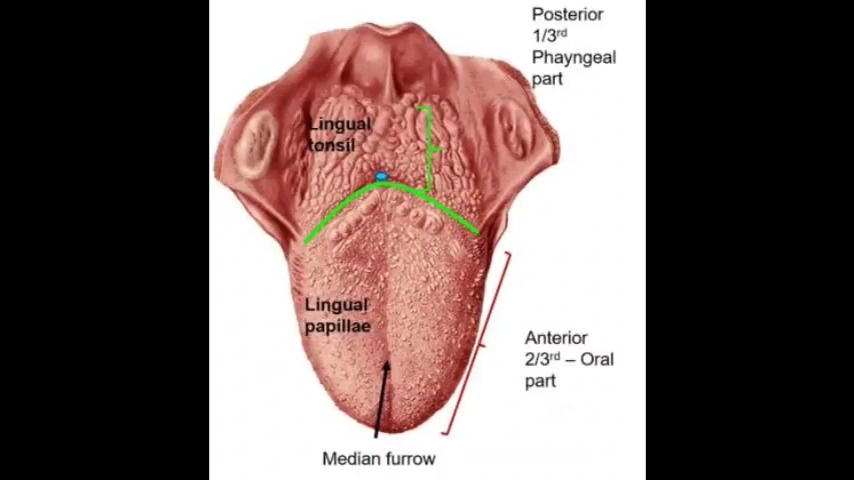 Posterior
1/3rd
Phayngeal
part
Lingual
tonsil
Lingual
papillae
Anterior
2/3rd – Oral
part
Median furrow